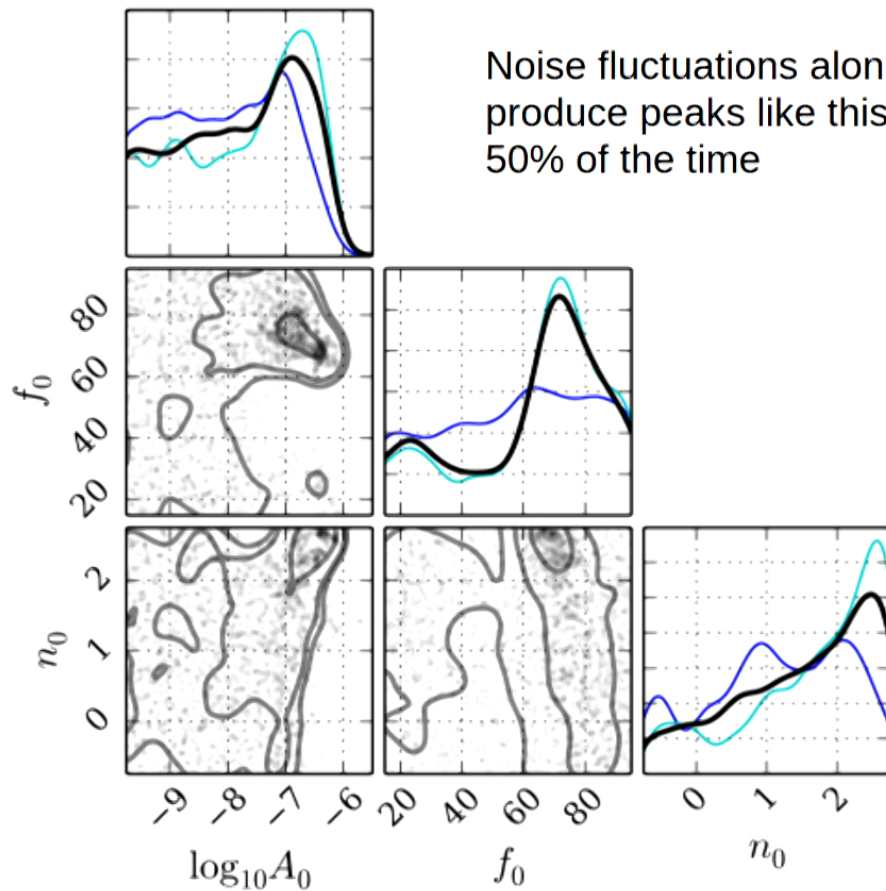 Noise fluctuations alon
produce peaks like this
50% of the time
f₀
80
60
40
20
n₀
2
1
0
−9 −8 −7 −6
20 40 60 80
0 1 2
log₁₀A₀
f₀
n₀